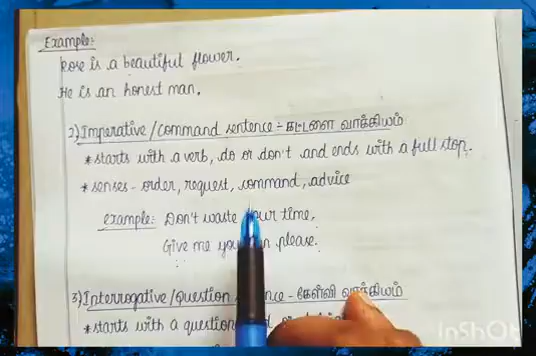 Example:
Rose is a beautiful flower.
He is an honest man.
2) Imperative/Command sentence:- கட்டளை வாக்கியம்
*starts with a verb, do or don't and ends with a full stop.
*senses - order, request, command, advice
example: Don't waste your time.
Give me please.
3) Interrogative/Question - கேள்வி வாக்கியம்
*starts with a question
InShot